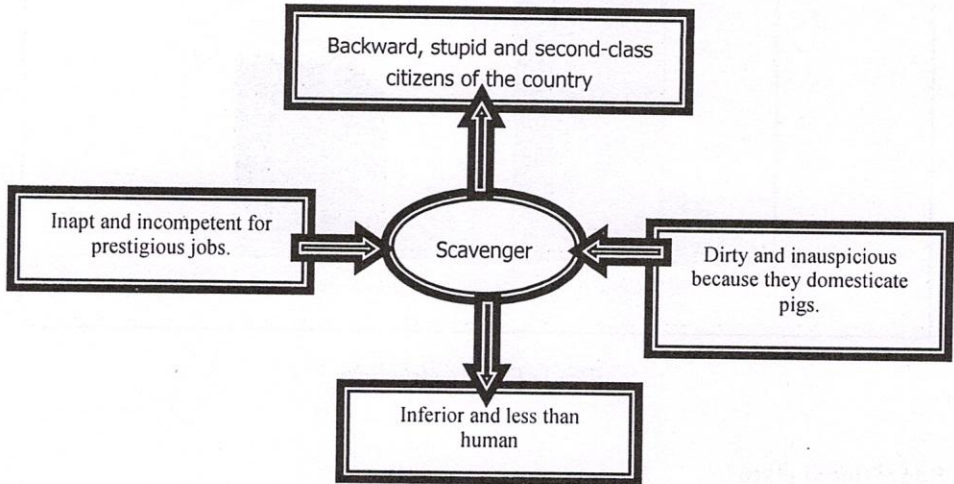 Backward, stupid and second-class
citizens of the country
Inapt and incompetent for
prestigious jobs.
Scavenger
Dirty and inauspicious
because they domesticate
pigs.
Inferior and less than
human